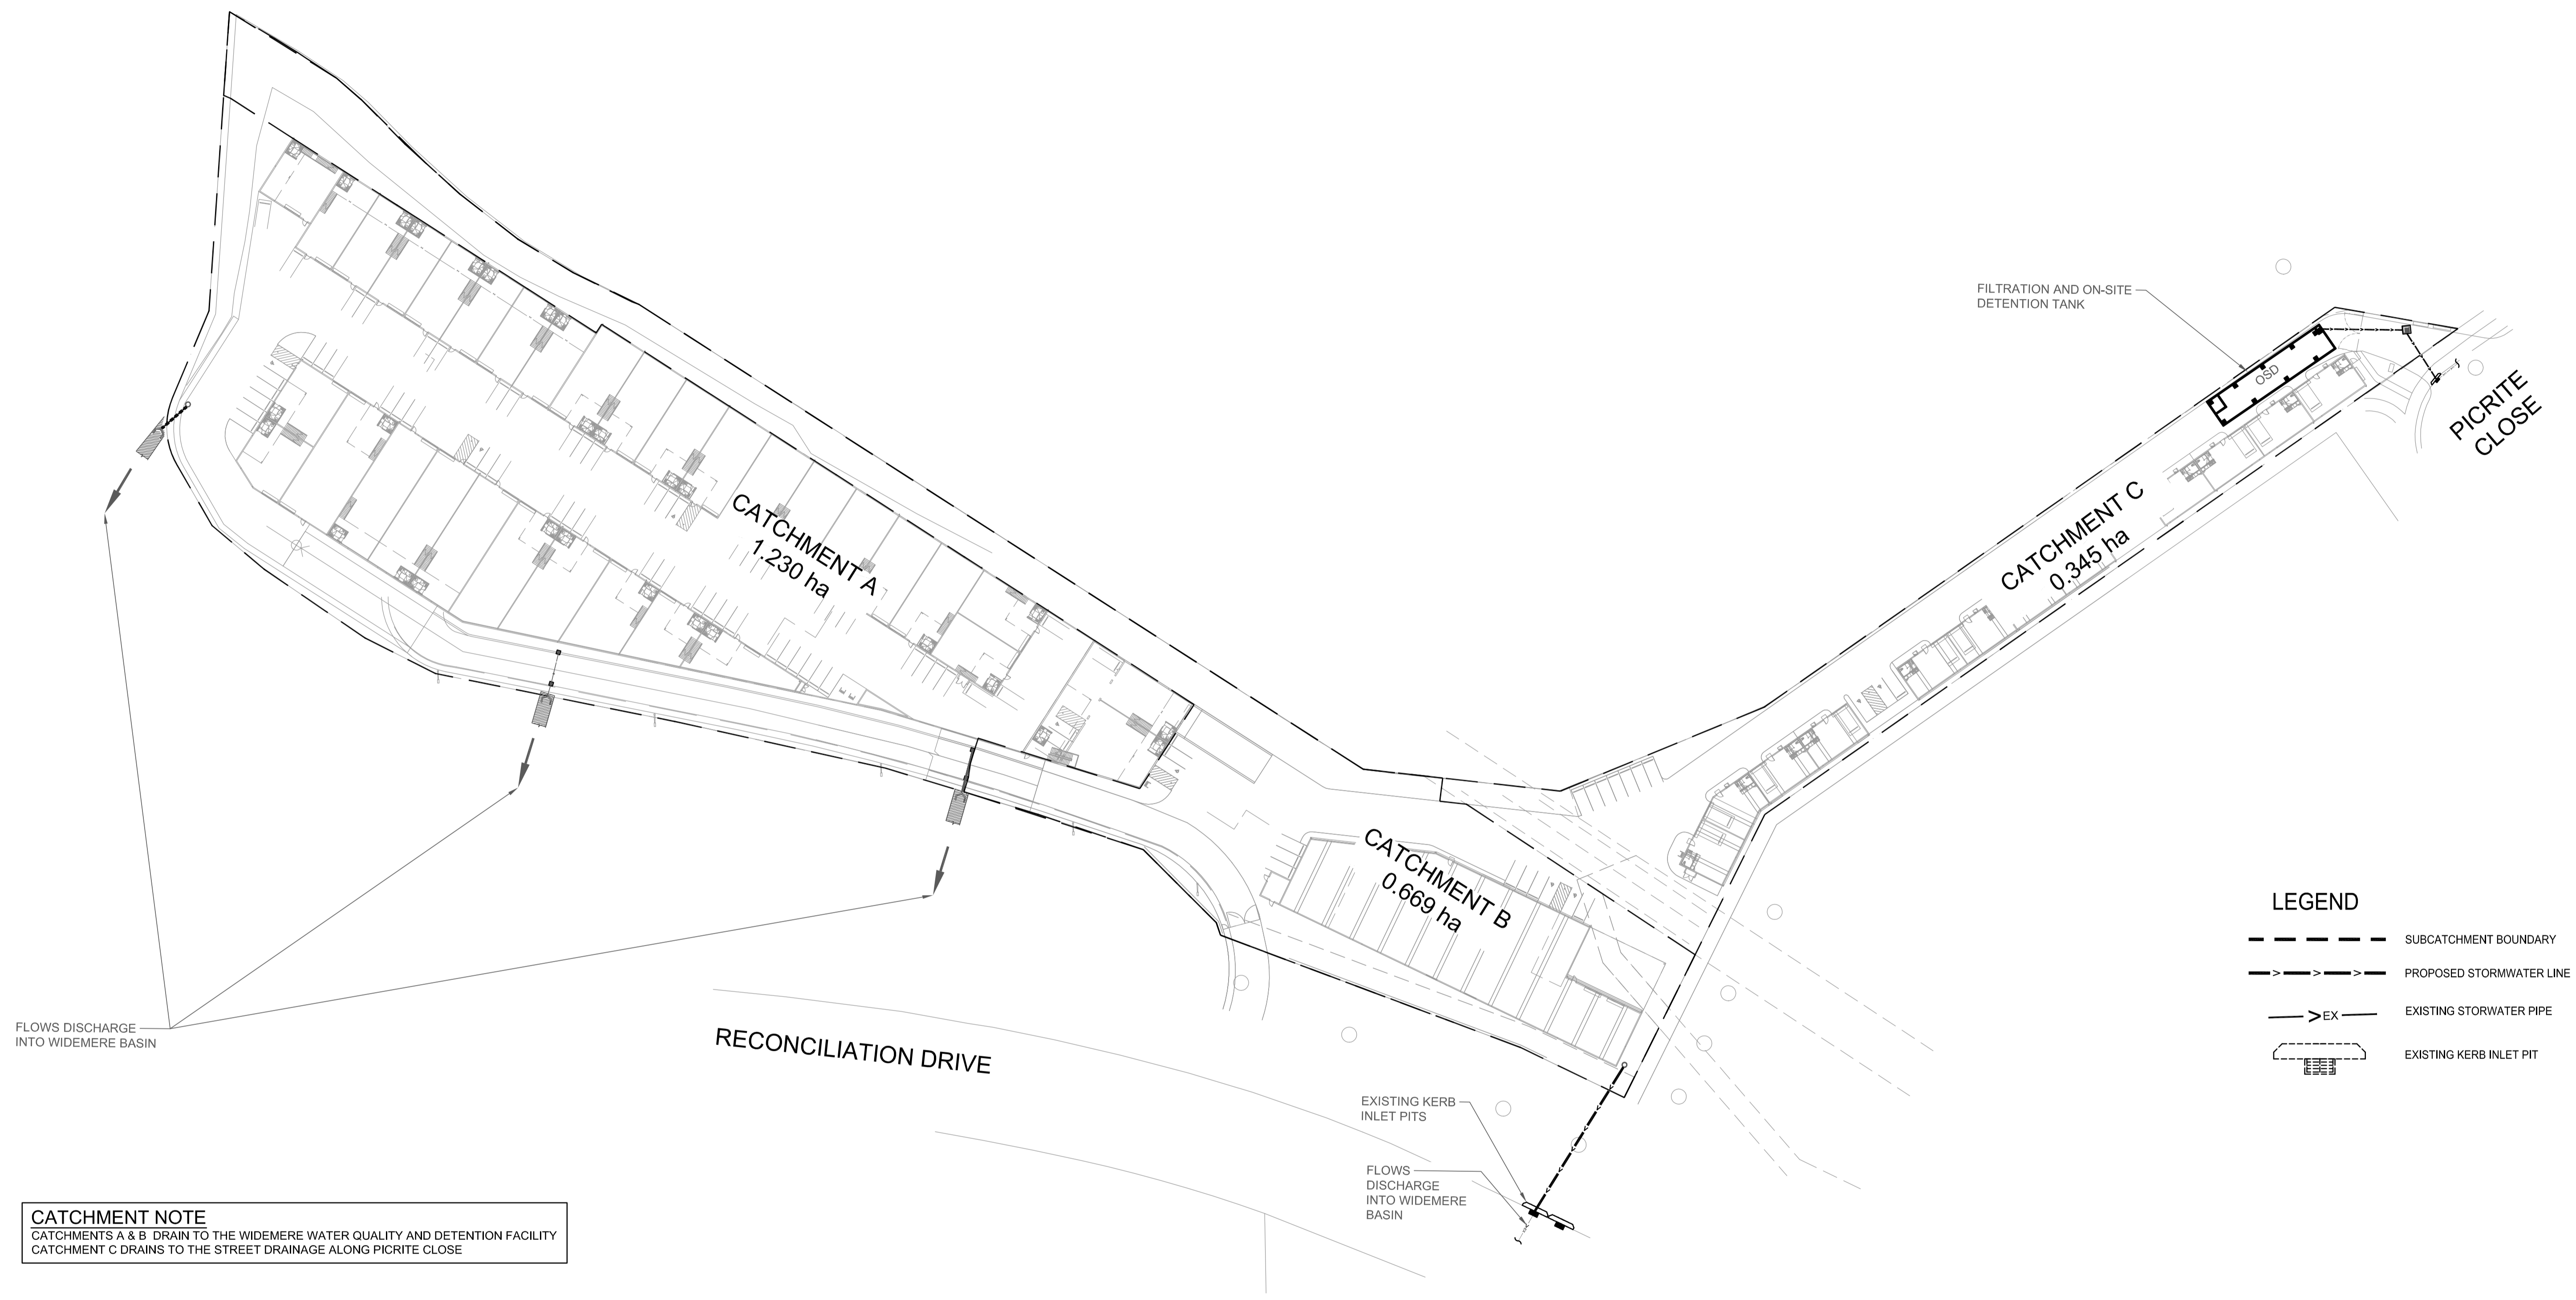 FILTRATION AND ON-SITE
DETENTION TANK
OSD
PICRITE
CLOSE
CATCHMENT A
1.230 ha
CATCHMENT C
0.345 ha
CATCHMENT B
0.669 ha
LEGEND
SUBCATCHMENT BOUNDARY
PROPOSED STORMWATER LINE
EX
EXISTING STORWATER PIPE
EXISTING KERB INLET PIT
FLOWS DISCHARGE
INTO WIDEMERE BASIN
RECONCILIATION DRIVE
EXISTING KERB
INLET PITS
FLOWS
DISCHARGE
INTO WIDEMERE
BASIN
CATCHMENT NOTE
CATCHMENTS A & B DRAIN TO THE WIDEMERE WATER QUALITY AND DETENTION FACILITY
CATCHMENT C DRAINS TO THE STREET DRAINAGE ALONG PICRITE CLOSE